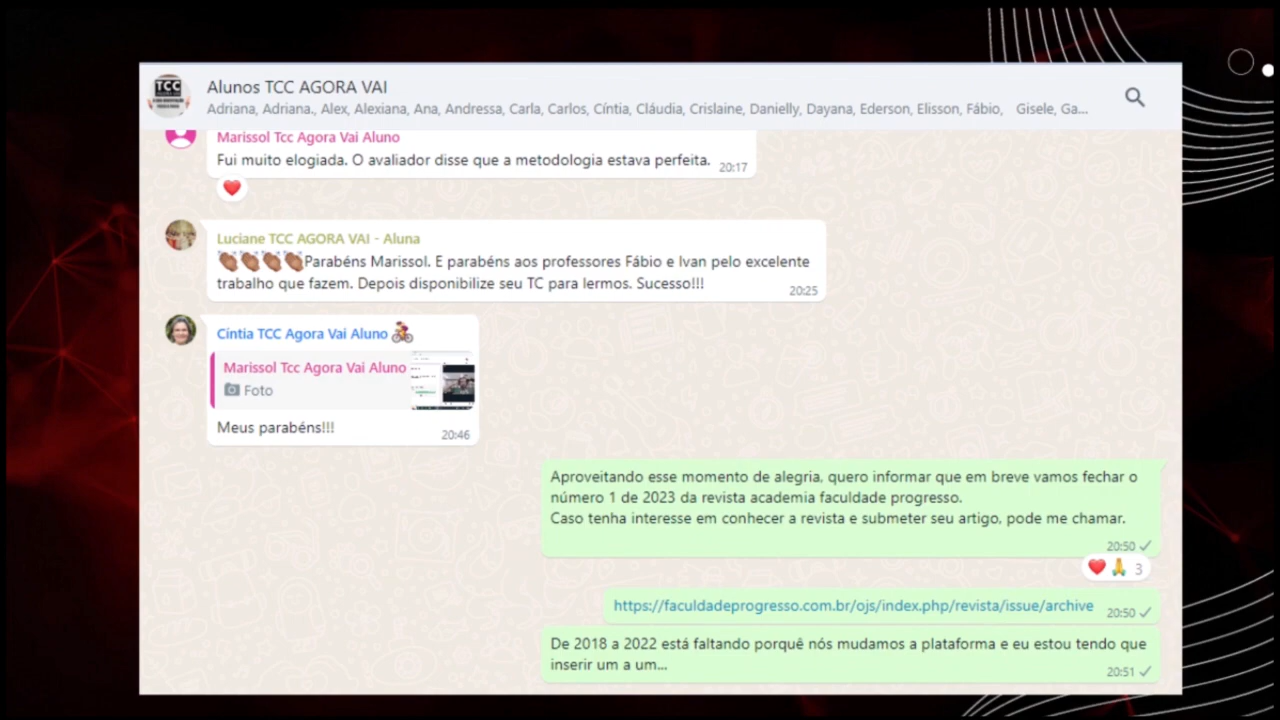 TCC
Alunos TCC AGORA VAI
Adriana, Adriana., Alex, Alexiana, Ana, Andressa, Carla, Carlos, Cíntia, Cláudia, Crislaine, Danielly, Dayana, Ederson, Elisson, Fábio, Gisele, Ga...
Marissol Tcc Agora Vai Aluno
Fui muito elogiada. O avaliador disse que a metodologia estava perfeita.
20:17
Luciane TCC AGORA VAI - Aluna
👏🏾👏🏾👏🏾👏🏾Parabéns Marissol. E parabéns aos professores Fábio e Ivan pelo excelente
trabalho que fazem. Depois disponibilize seu TC para lermos. Sucesso!!!
20:25
Cíntia TCC Agora Vai Aluno
Marissol Tcc Agora Vai Aluno
Foto
Meus parabéns!!!
20:46
Aproveitando esse momento de alegria, quero informar que em breve vamos fechar o
número 1 de 2023 da revista academia faculdade progresso.
Caso tenha interesse em conhecer a revista e submeter seu artigo, pode me chamar.
20:50
3
https://faculdadeprogresso.com.br/ojs/index.php/revista/issue/archive
20:50
De 2018 a 2022 está faltando porquê nós mudamos a plataforma e eu estou tendo que
inserir um a um...
20:51